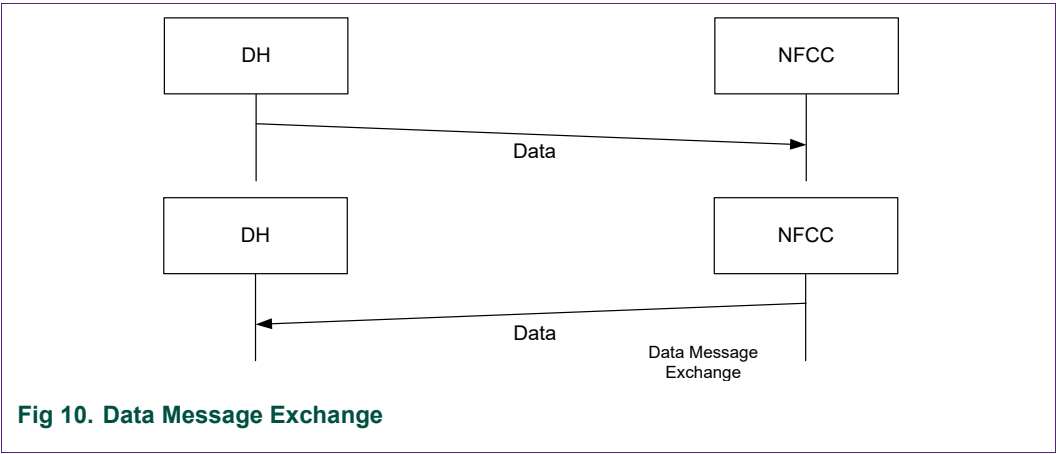 DH
NFCC
Data
DH
NFCC
Data
Data Message
Exchange
Fig 10. Data Message Exchange